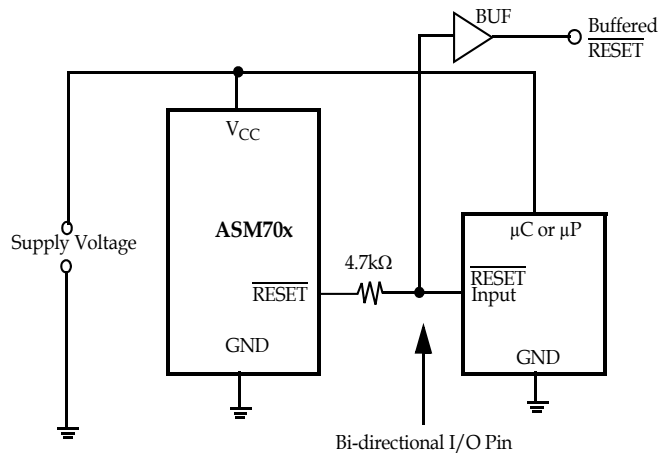 BUF
Buffered
RESET
V_CC
Supply Voltage
ASM70x
4.7kΩ
μC or μP
RESET
RESET
Input
GND
GND
Bi-directional I/O Pin